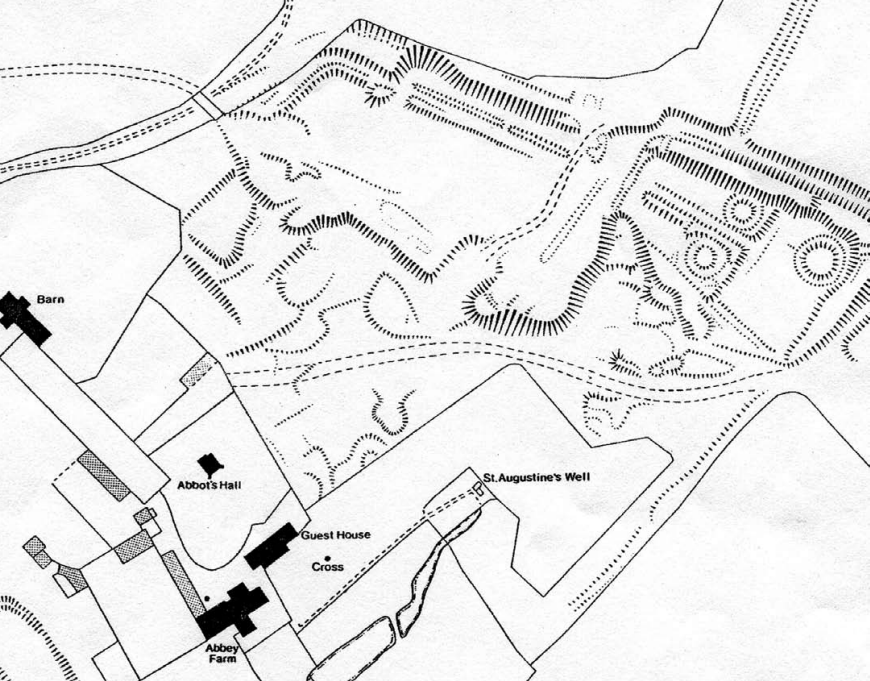 Barn
Abbot's Hall
St.Augustine's Well
Guest House
Cross
Abbey
Farm